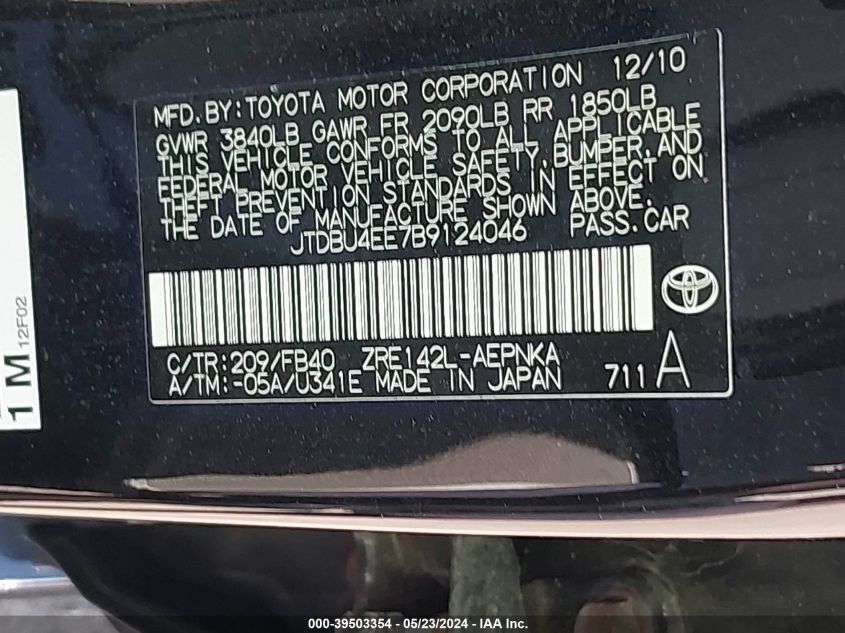 MFD.BY:TOYOTA MOTOR CORPORATION 12/10
GVWR 3840LB GAWR FR 2090LB RR 1850LB
THIS VEHICLE CONFORMS TO ALL APPLICABLE
FEDERAL MOTOR VEHICLE SAFETY,BUMPER,AND
THEFT PREVENTION STANDARDS IN EFFECT ON
THE DATE OF MANUFACTURE SHOWN ABOVE.
JTDBU4EE7B9124046 PASS.CAR
C/TR:209/FB40 ZRE142L-AEPNKA
A/TM:-05A/U341E MADE IN JAPAN 711A
1 M 12F02
000-39503354 - 05/23/2024 - IAA Inc.